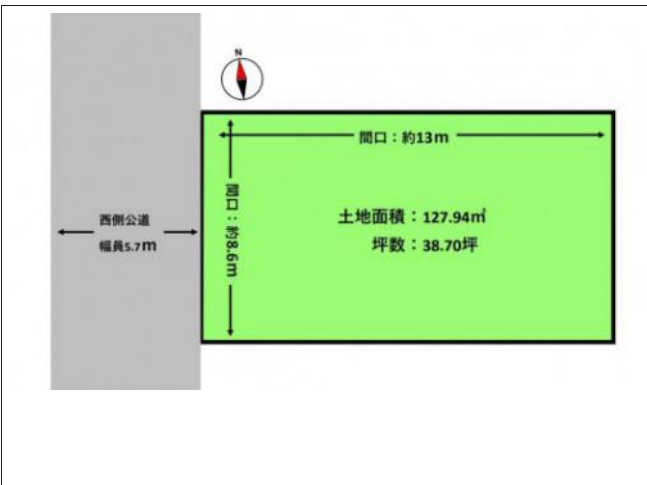 N
間口：約13m
間口：約8.6m
西側公道
幅員5.7m
土地面積：127.94㎡
坪数：38.70坪